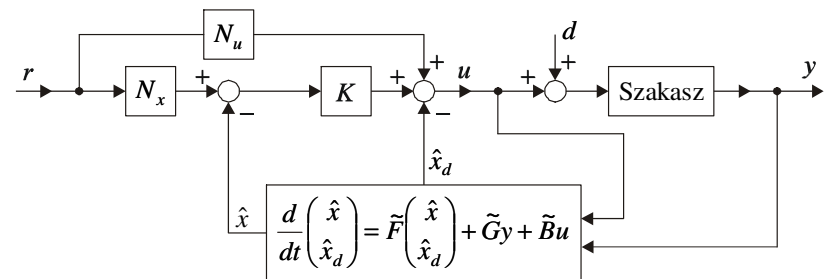 N_u
d
+ +
r + + u + y
N_x K Szakasz
− −
x̂_d
x̂
d/dt (x̂ x̂_d) = F̃ (x̂ x̂_d) + G̃y + B̃u